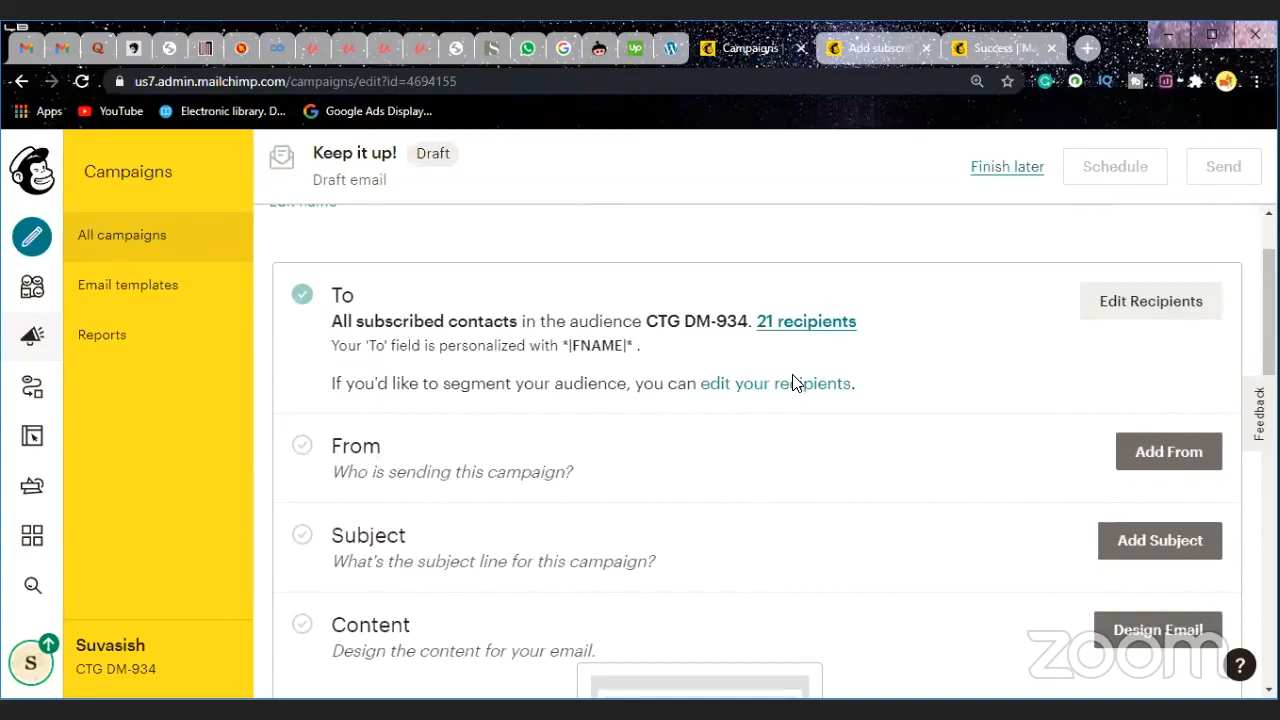 Campaigns
Add subscri
Success | Ma
us7.admin.mailchimp.com/campaigns/edit?id=4694155
Apps
YouTube
Electronic library. D...
Google Ads Display...
Campaigns
All campaigns
Email templates
Reports
Suvasish
CTG DM-934
S
Keep it up!
Draft
Draft email
Finish later
Schedule
Send
Edit name
To
All subscribed contacts in the audience CTG DM-934. 21 recipients
Your 'To' field is personalized with *|FNAME|* .
If you'd like to segment your audience, you can edit your recipients.
Edit Recipients
From
Who is sending this campaign?
Add From
Subject
What's the subject line for this campaign?
Add Subject
Content
Design the content for your email.
Design Email
Feedback
zoom
?